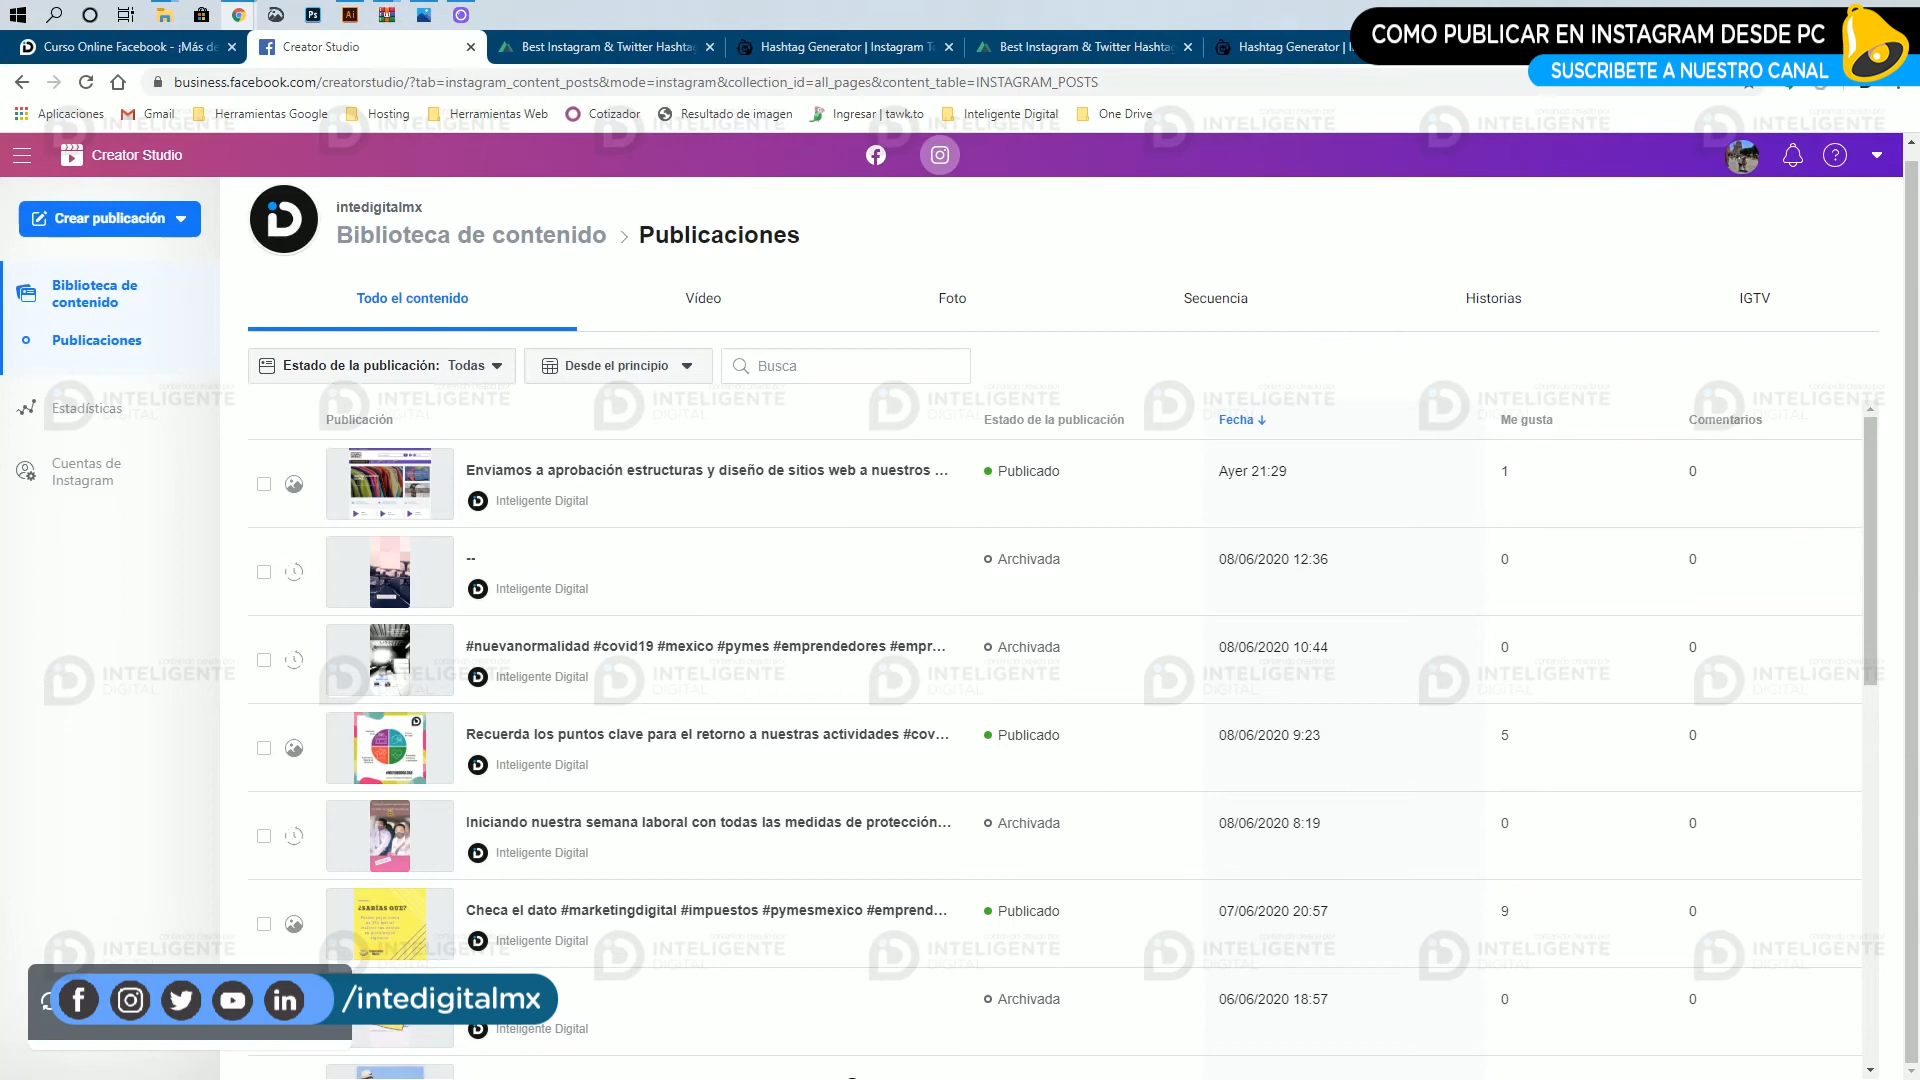 COMO PUBLICAR EN INSTAGRAM DESDE PC
SUSCRIBETE A NUESTRO CANAL
Curso Online Facebook - ¡Más de
Creator Studio
Best Instagram & Twitter Hashta
Hashtag Generator | Instagram T
Best Instagram & Twitter Hashta
Hashtag Generator | I
business.facebook.com/creatorstudio/?tab=instagram_content_posts&mode=instagram&collection_id=all_pages&content_table=INSTAGRAM_POSTS
Aplicaciones
Gmail
Herramientas Google
Hosting
Herramientas Web
Cotizador
Resultado de imagen
Ingresar | tawk.to
Inteligente Digital
One Drive
Creator Studio
Crear publicación
Biblioteca de
contenido
Publicaciones
Estadísticas
Cuentas de
Instagram
intedigitalmx
Biblioteca de contenido > Publicaciones
Todo el contenido
Vídeo
Foto
Secuencia
Historias
IGTV
Estado de la publicación: Todas
Desde el principio
Busca
Publicación
Estado de la publicación
Fecha ↓
Me gusta
Comentarios
Enviamos a aprobación estructuras y diseño de sitios web a nuestros ...
Inteligente Digital
Publicado
Ayer 21:29
1
0
--
Inteligente Digital
Archivada
08/06/2020 12:36
0
0
#nuevanormalidad #covid19 #mexico #pymes #emprendedores #empr...
Inteligente Digital
Archivada
08/06/2020 10:44
0
0
Recuerda los puntos clave para el retorno a nuestras actividades #cov...
Inteligente Digital
Publicado
08/06/2020 9:23
5
0
Iniciando nuestra semana laboral con todas las medidas de protección...
Inteligente Digital
Archivada
08/06/2020 8:19
0
0
¿SABÍAS QUE?
Checa el dato #marketingdigital #impuestos #pymesmexico #emprend...
Inteligente Digital
Publicado
07/06/2020 20:57
9
0
Inteligente Digital
Archivada
06/06/2020 18:57
0
0
/intedigitalmx
contenido creado por
INTELIGENTE
DIGITAL